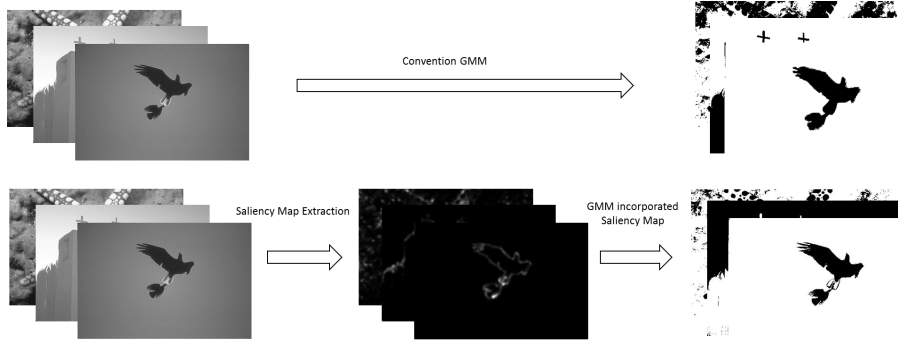 Convention GMM
Saliency Map Extraction
GMM incorporated
Saliency Map